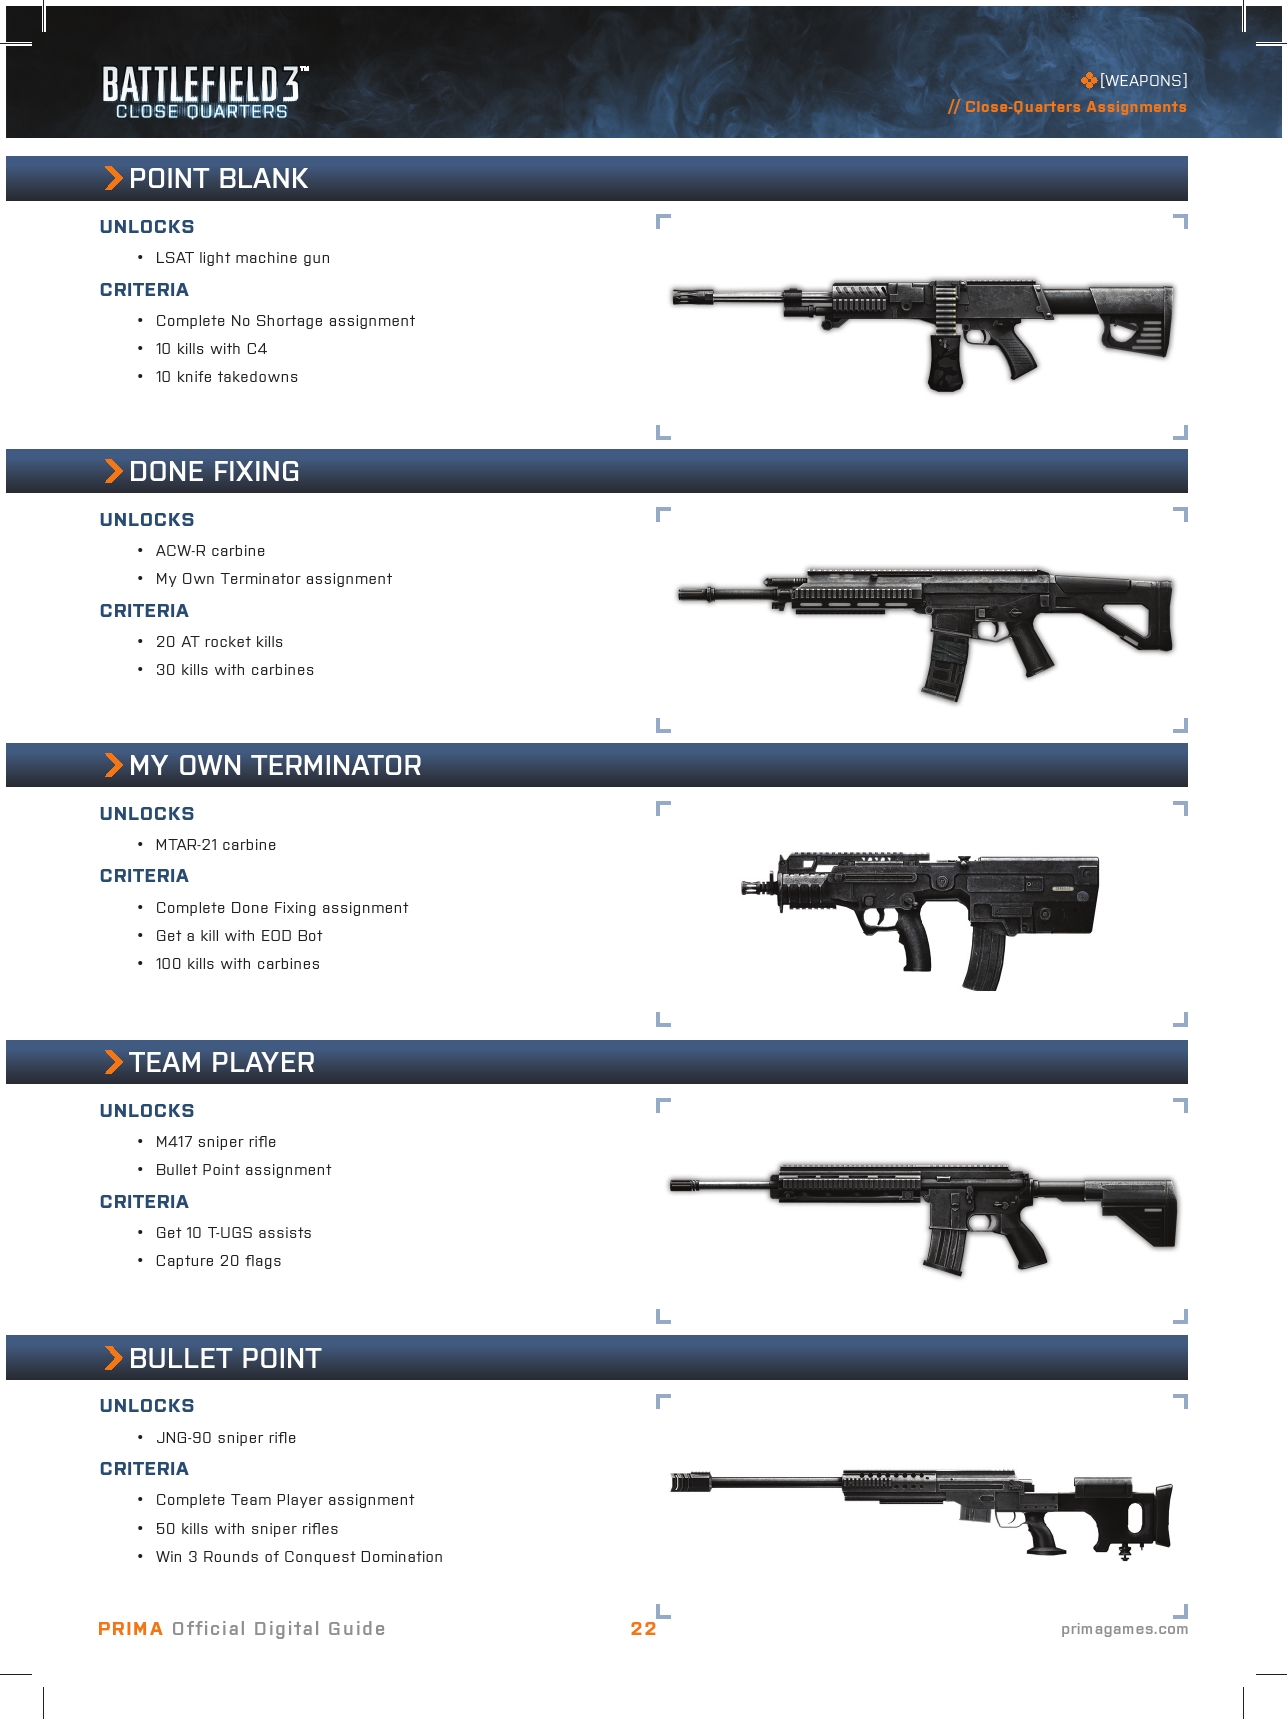 BATTLEFIELD 3™
CLOSE QUARTERS
[WEAPONS]
// Close-Quarters Assignments
POINT BLANK
UNLOCKS
• LSAT light machine gun
CRITERIA
• Complete No Shortage assignment
• 10 kills with C4
• 10 knife takedowns
DONE FIXING
UNLOCKS
• ACW-R carbine
• My Own Terminator assignment
CRITERIA
• 20 AT rocket kills
• 30 kills with carbines
MY OWN TERMINATOR
UNLOCKS
• MTAR-21 carbine
CRITERIA
• Complete Done Fixing assignment
• Get a kill with EOD Bot
• 100 kills with carbines
TEAM PLAYER
UNLOCKS
• M417 sniper rifle
• Bullet Point assignment
CRITERIA
• Get 10 T-UGS assists
• Capture 20 flags
BULLET POINT
UNLOCKS
• JNG-90 sniper rifle
CRITERIA
• Complete Team Player assignment
• 50 kills with sniper rifles
• Win 3 Rounds of Conquest Domination
PRIMA Official Digital Guide
22
primagames.com